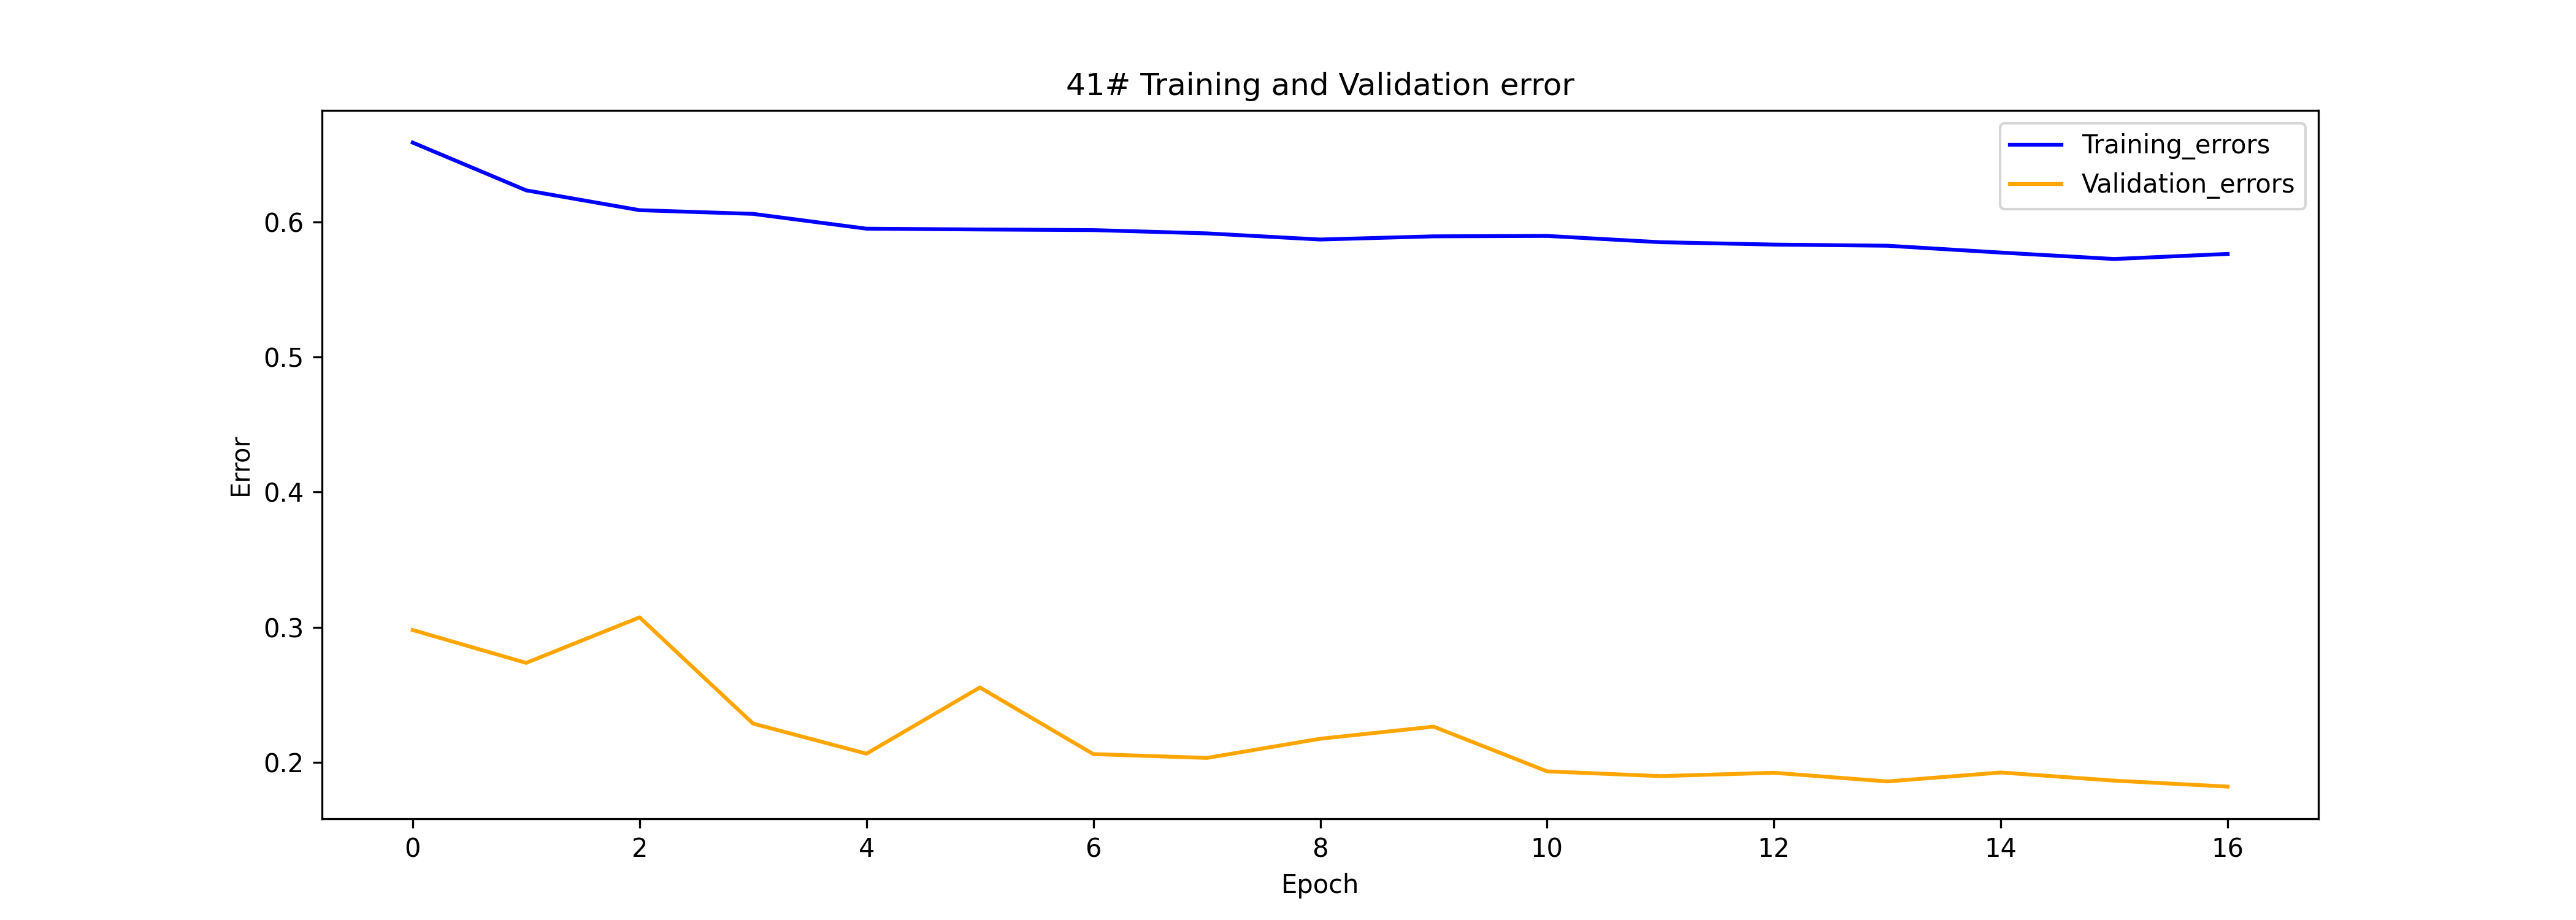 41# Training and Validation error
Training_errors
Validation_errors
Error
0.6
0.5
0.4
0.3
0.2
0 2 4 6 8 10 12 14 16
Epoch